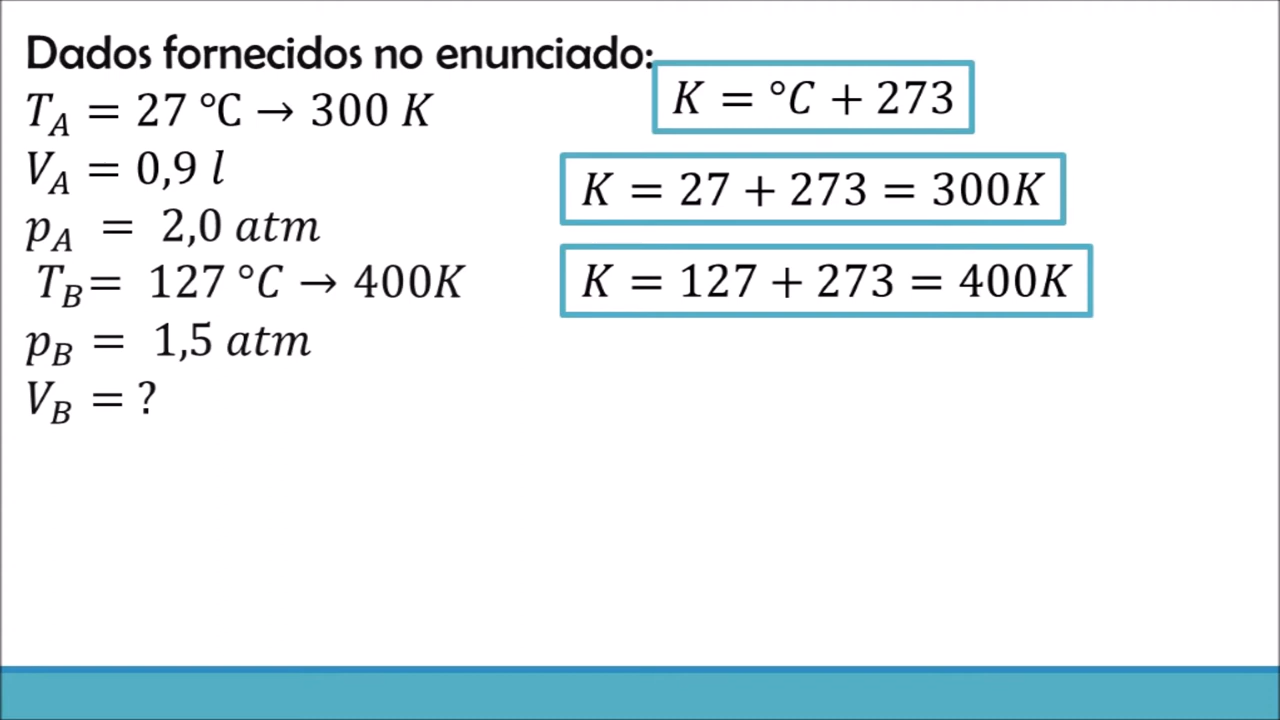 Dados fornecidos no enunciado:
K = °C + 273
T_A = 27 °C → 300 K
V_A = 0,9 l
K = 27 + 273 = 300K
p_A = 2,0 atm
T_B= 127 °C → 400K
K = 127 + 273 = 400K
p_B = 1,5 atm
V_B = ?